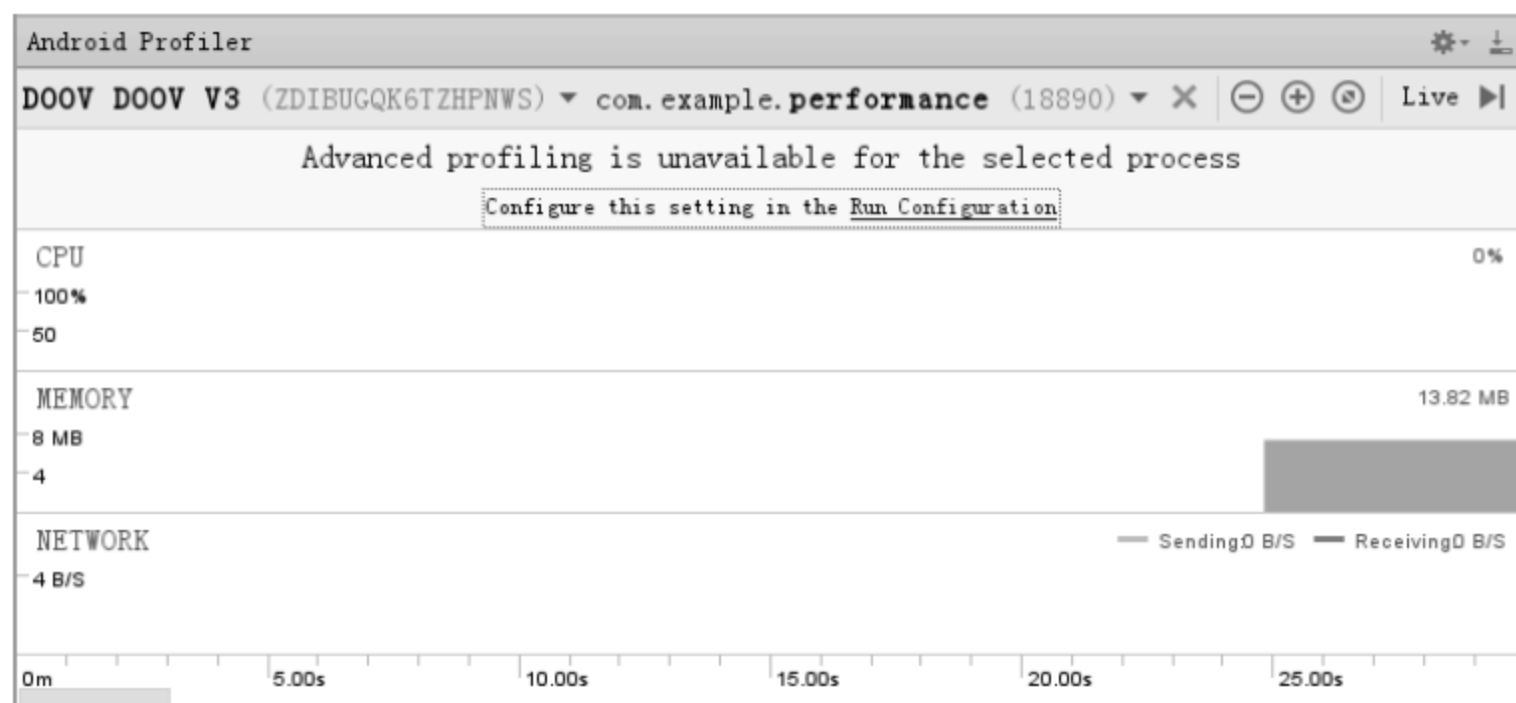 Android Profiler
DOOV DOOV V3 (ZDIBUGQK6TZHPNWS) com.example.performance (18890) Live
Advanced profiling is unavailable for the selected process
Configure this setting in the Run Configuration
CPU 0%
100%
50
MEMORY 13.82 MB
8 MB
4
NETWORK Sending:0 B/S Receiving0 B/S
4 B/S
0m 5.00s 10.00s 15.00s 20.00s 25.00s